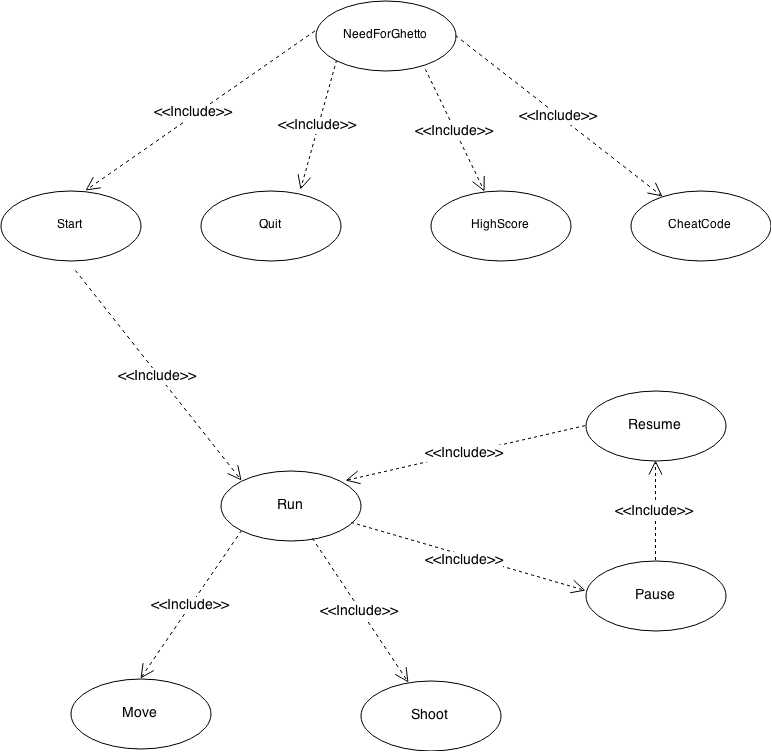 NeedForGhetto
<<Include>>
<<Include>>
<<Include>>
<<Include>>
Start
Quit
HighScore
CheatCode
<<Include>>
Resume
<<Include>>
Run
<<Include>>
<<Include>>
Pause
<<Include>>
<<Include>>
Move
Shoot